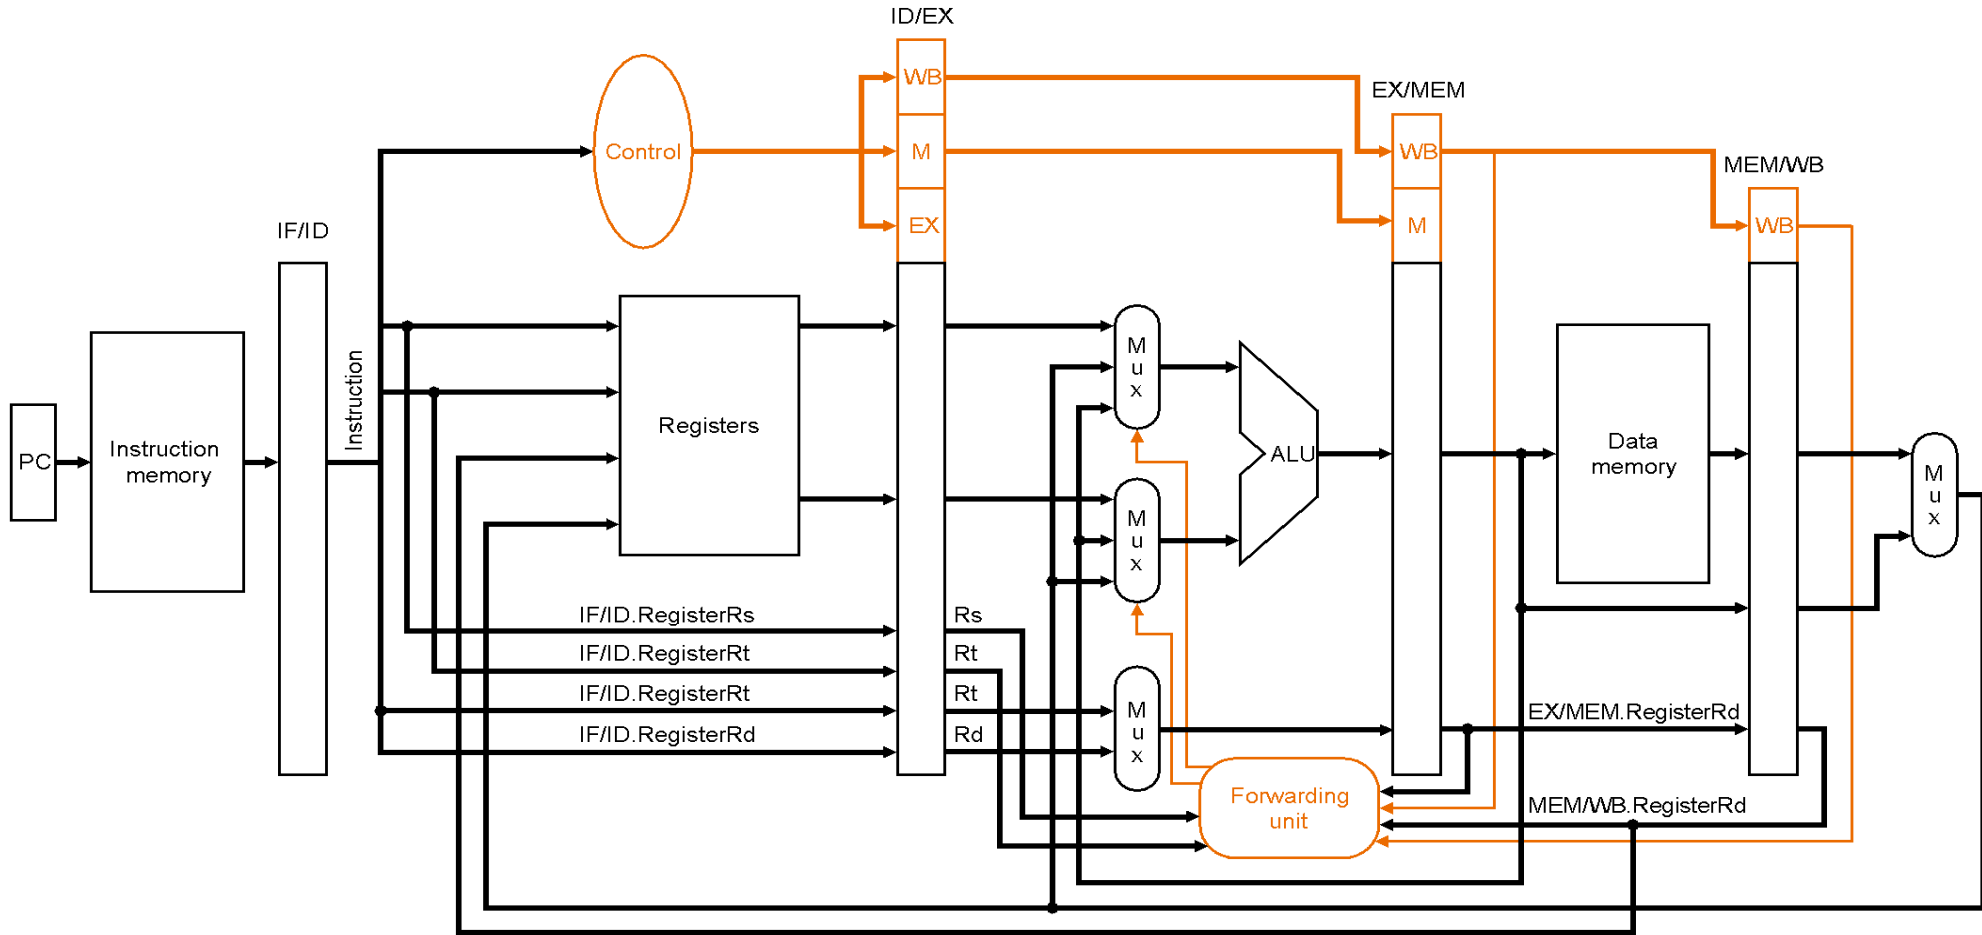 ID/EX
WB
EX/MEM
Control
M
WB
MEM/WB
EX
M
WB
IF/ID
PC
Instruction
memory
Instruction
Registers
M
u
x
M
u
x
ALU
Data
memory
M
u
x
IF/ID.RegisterRs
Rs
IF/ID.RegisterRt
Rt
IF/ID.RegisterRt
Rt
IF/ID.RegisterRd
Rd
M
u
x
EX/MEM.RegisterRd
Forwarding
unit
MEM/WB.RegisterRd